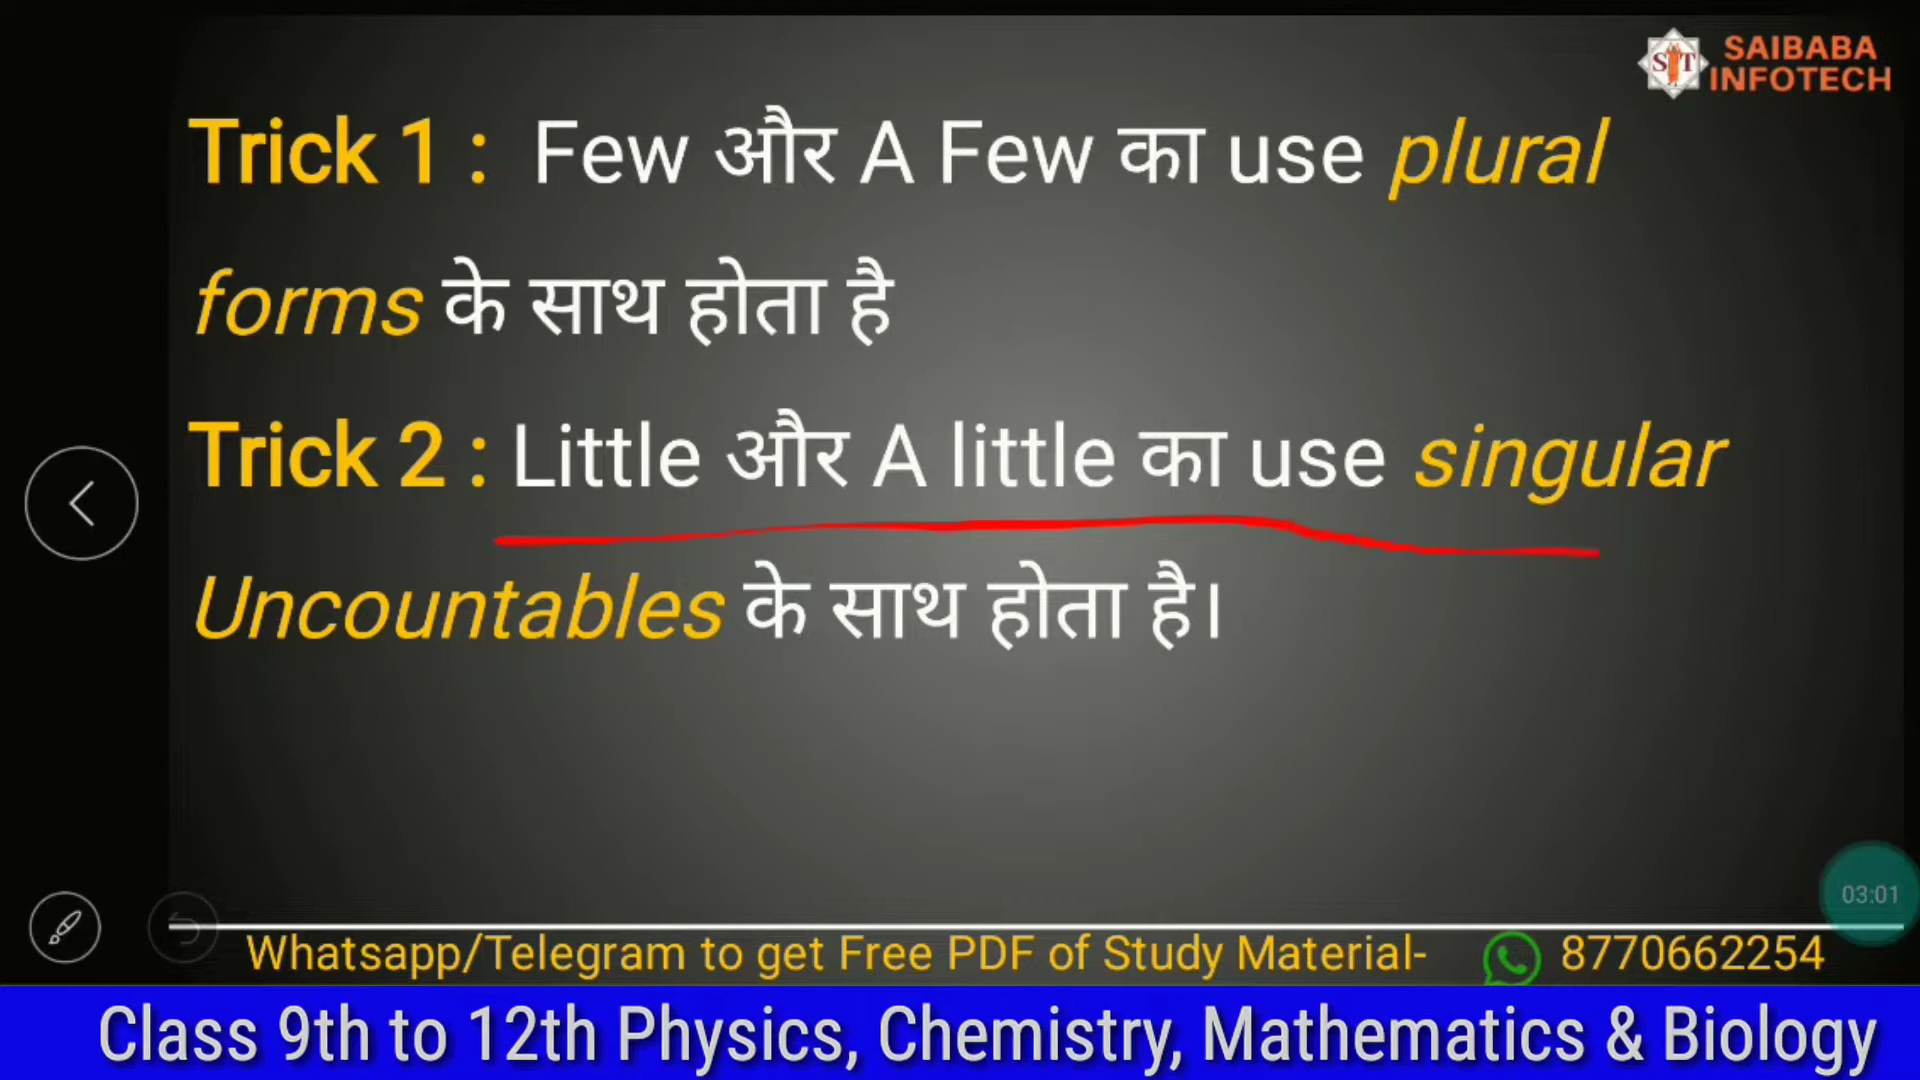 SAIBABA
INFOTECH
SIT
Trick 1 : Few और A Few का use plural
forms के साथ होता है
Trick 2 : Little और A little का use singular
Uncountables के साथ होता है।
03:01
Whatsapp/Telegram to get Free PDF of Study Material- 8770662254
Class 9th to 12th Physics, Chemistry, Mathematics & Biology